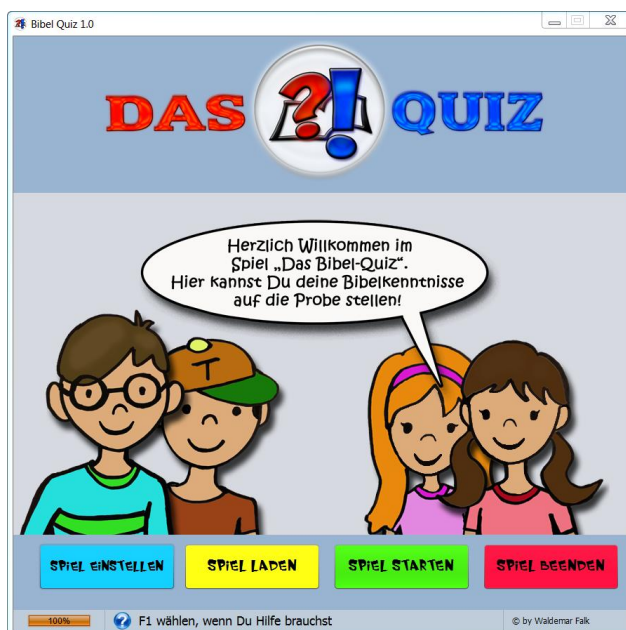 Bibel Quiz 1.0
DAS ?! QUIZ
Herzlich Willkommen im
Spiel „Das Bibel-Quiz“.
Hier kannst Du deine Bibelkenntnisse
auf die Probe stellen!
T
SPiEL EiNSTELLEN SPiEL LADEN SPiEL STARTEN SPiEL BEENDEN
100% ? F1 wählen, wenn Du Hilfe brauchst © by Waldemar Falk